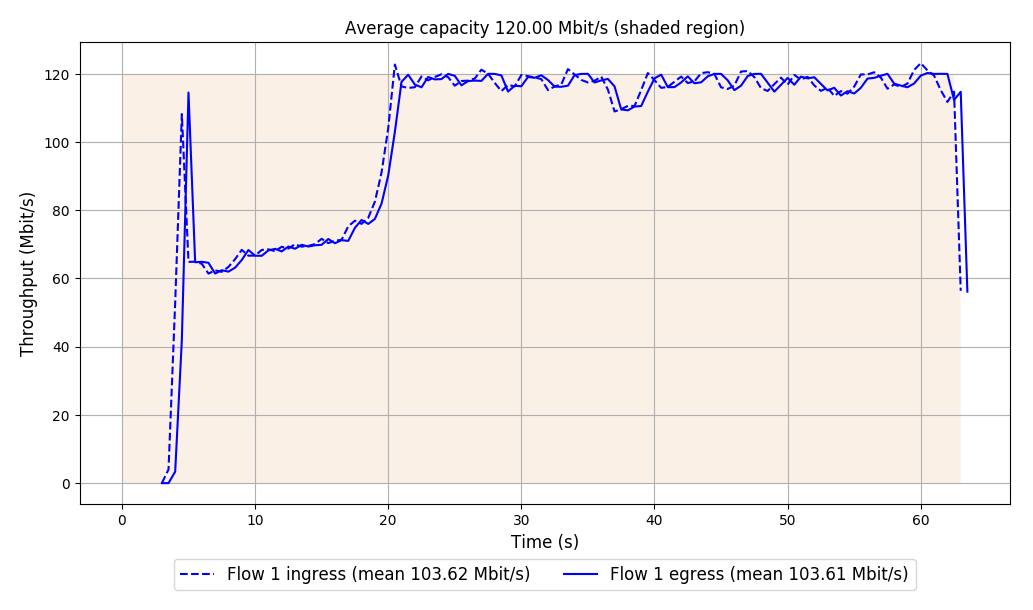 Average capacity 120.00 Mbit/s (shaded region)
Throughput (Mbit/s)
120
100
80
60
40
20
0
0 10 20 30 40 50 60
Time (s)
Flow 1 ingress (mean 103.62 Mbit/s) Flow 1 egress (mean 103.61 Mbit/s)